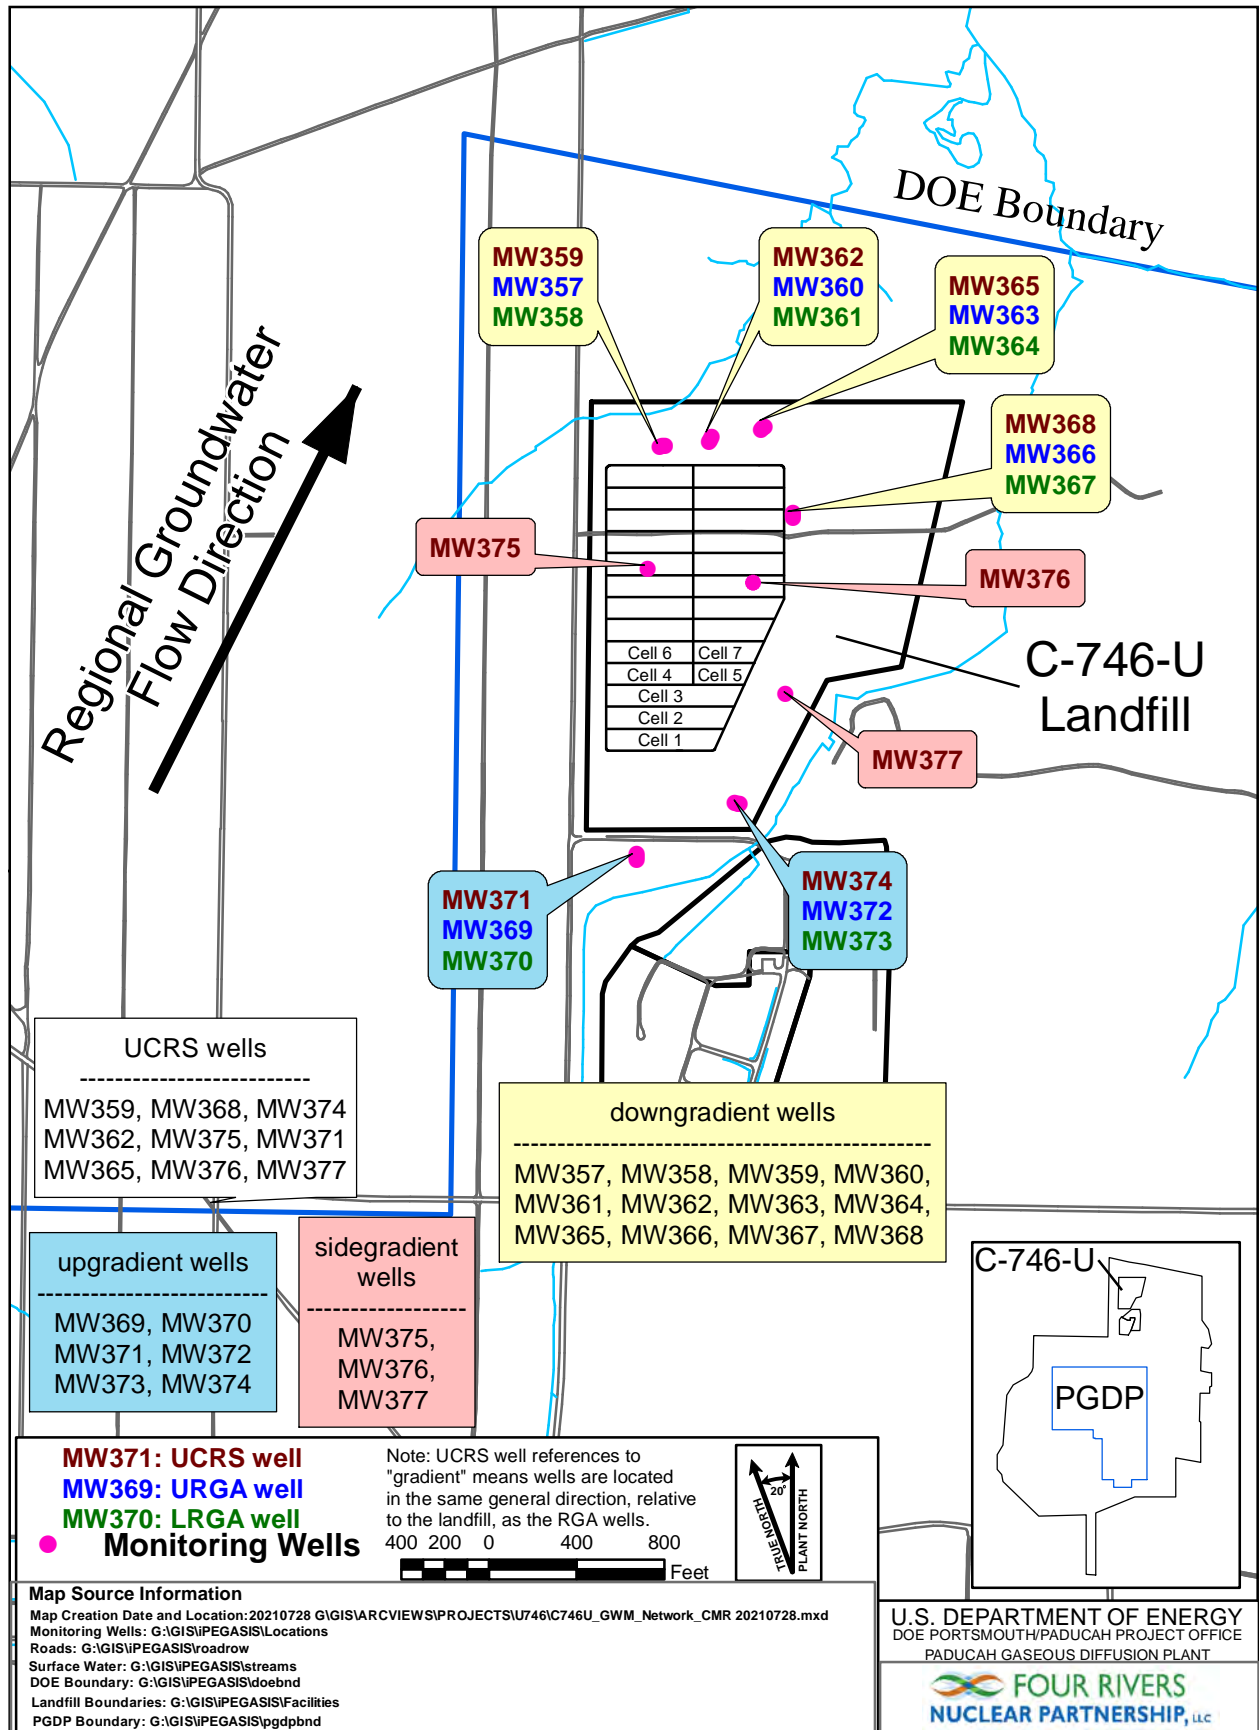 DOE Boundary
MW359
MW357
MW358
MW362
MW360
MW361
MW365
MW363
MW364
MW368
MW366
MW367
Regional Groundwater
Flow Direction
MW375
MW376
Cell 6
Cell 7
Cell 4
Cell 5
Cell 3
Cell 2
Cell 1
C-746-U
Landfill
MW377
MW371
MW369
MW370
MW374
MW372
MW373
UCRS wells
--------------------------
MW359, MW368, MW374
MW362, MW375, MW371
MW365, MW376, MW377
downgradient wells
-----------------------------------------------
MW357, MW358, MW359, MW360,
MW361, MW362, MW363, MW364,
MW365, MW366, MW367, MW368
upgradient wells
--------------------------
MW369, MW370
MW371, MW372
MW373, MW374
sidegradient
wells
------------------
MW375,
MW376,
MW377
C-746-U
PGDP
MW371: UCRS well
MW369: URGA well
MW370: LRGA well
Monitoring Wells
Note: UCRS well references to
"gradient" means wells are located
in the same general direction, relative
to the landfill, as the RGA wells.
400 200 0 400 800
Feet
20°
TRUE NORTH
PLANT NORTH
Map Source Information
Map Creation Date and Location:20210728 G\GIS\ARCVIEWS\PROJECTS\U746\C746U_GWM_Network_CMR 20210728.mxd
Monitoring Wells: G:\GIS\iPEGASIS\Locations
Roads: G:\GIS\iPEGASIS\roadrow
Surface Water: G:\GIS\iPEGASIS\streams
DOE Boundary: G:\GIS\iPEGASIS\doebnd
Landfill Boundaries: G:\GIS\iPEGASIS\Facilities
PGDP Boundary: G:\GIS\iPEGASIS\pgdpbnd
U.S. DEPARTMENT OF ENERGY
DOE PORTSMOUTH/PADUCAH PROJECT OFFICE
PADUCAH GASEOUS DIFFUSION PLANT
FOUR RIVERS
NUCLEAR PARTNERSHIP, LLC